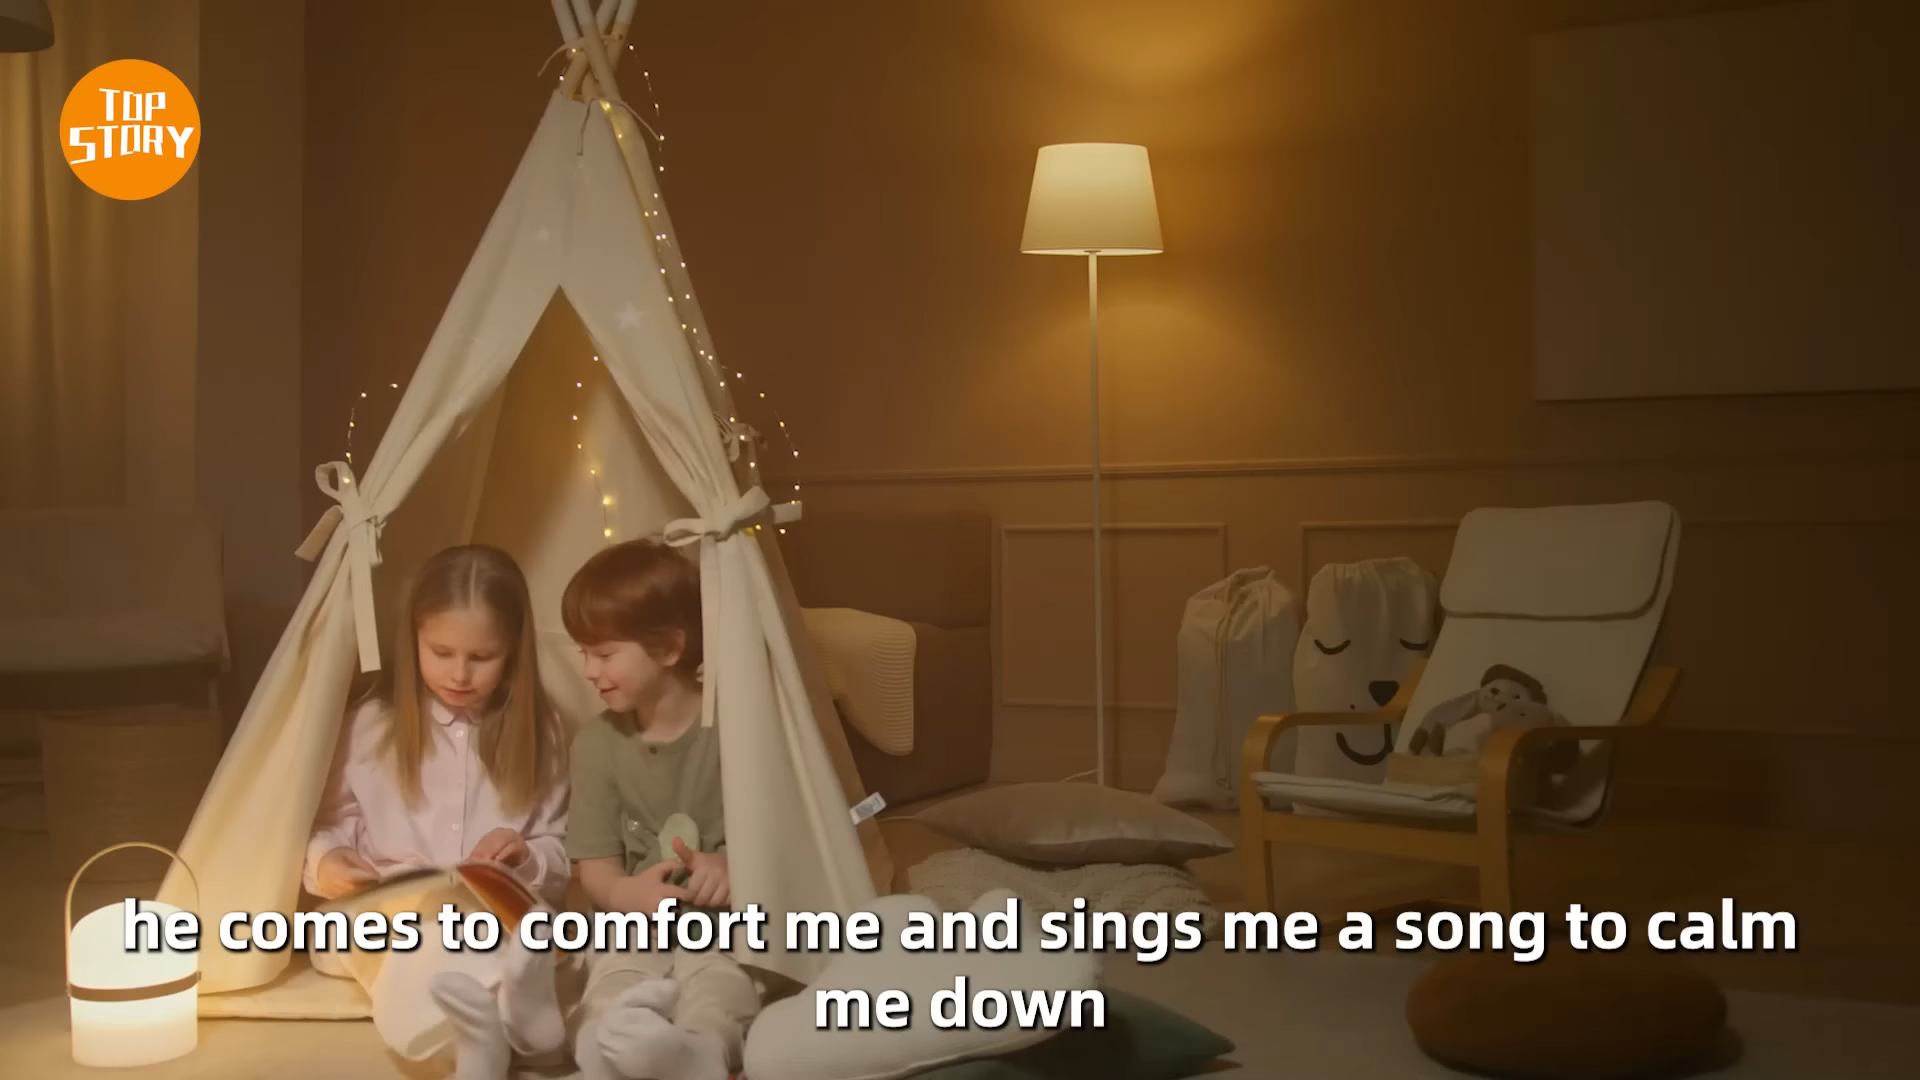 TOP
STORY
he comes to comfort me and sings me a song to calm
me down